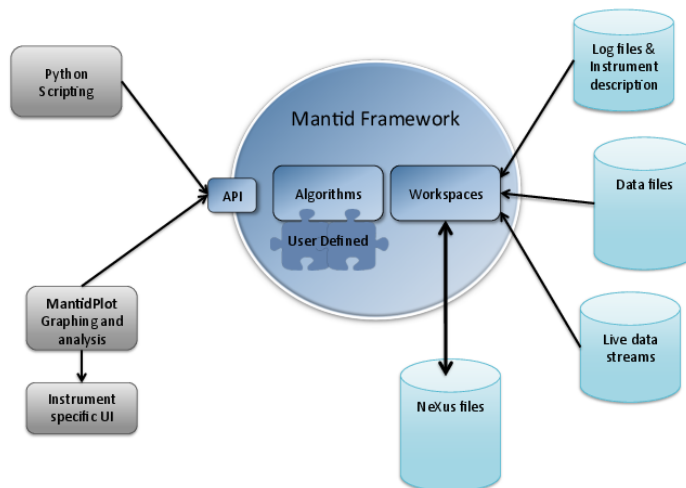 Python
Scripting
Mantid Framework
API
Algorithms
User Defined
Workspaces
MantidPlot
Graphing and
analysis
Instrument
specific UI
Log files &
Instrument
description
Data files
Live data
streams
NeXus files